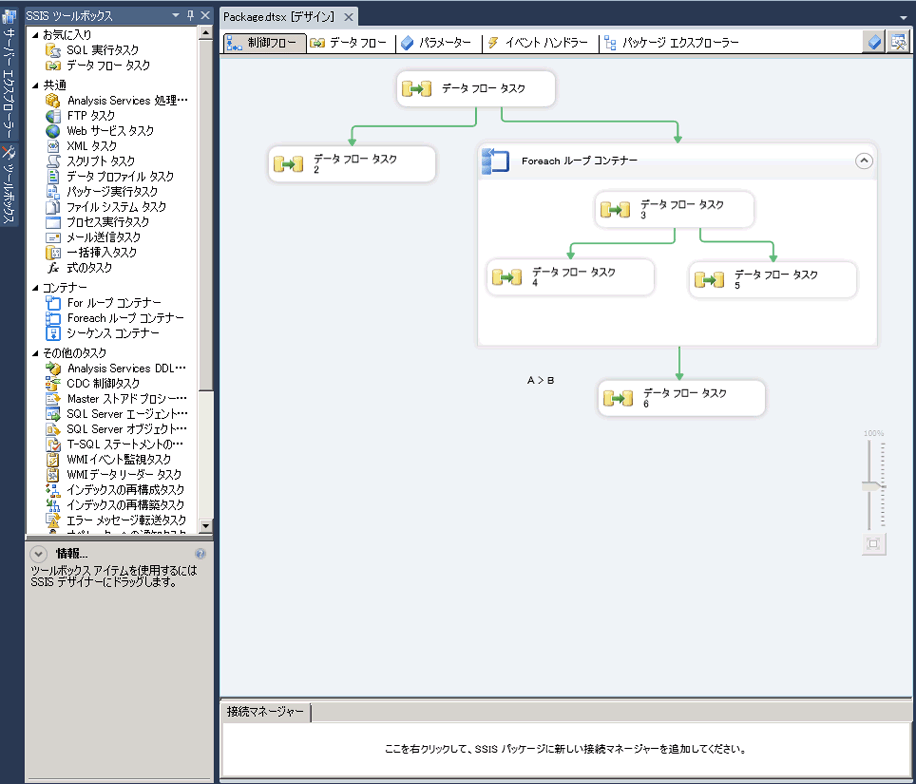 SSIS ツールボックス
サーバー エクスプローラー
ツールボックス
お気に入り
SQL 実行タスク
データ フロー タスク
共通
Analysis Services 処理…
FTP タスク
Web サービス タスク
XML タスク
スクリプト タスク
データ プロファイル タスク
パッケージ実行タスク
ファイル システム タスク
プロセス実行タスク
メール送信タスク
一括挿入タスク
式のタスク
コンテナー
For ループ コンテナー
Foreach ループ コンテナー
シーケンス コンテナー
その他のタスク
Analysis Services DDL…
CDC 制御タスク
Master ストアド プロシー…
SQL Server エージェント…
SQL Server オブジェクト…
T-SQL ステートメントの…
WMI イベント監視タスク
WMI データ リーダー タスク
インデックスの再構成タスク
インデックスの再構築タスク
エラー メッセージ転送タスク
情報...
ツールボックス アイテムを使用するには
SSIS デザイナーにドラッグします。
Package.dtsx [デザイン]
制御フロー
データ フロー
パラメーター
イベント ハンドラー
パッケージ エクスプローラー
データ フロー タスク
データ フロー タスク
2
Foreach ループ コンテナー
データ フロー タスク
3
データ フロー タスク
4
データ フロー タスク
5
A > B
データ フロー タスク
6
100%
接続マネージャー
ここを右クリックして、SSIS パッケージに新しい接続マネージャーを追加してください。